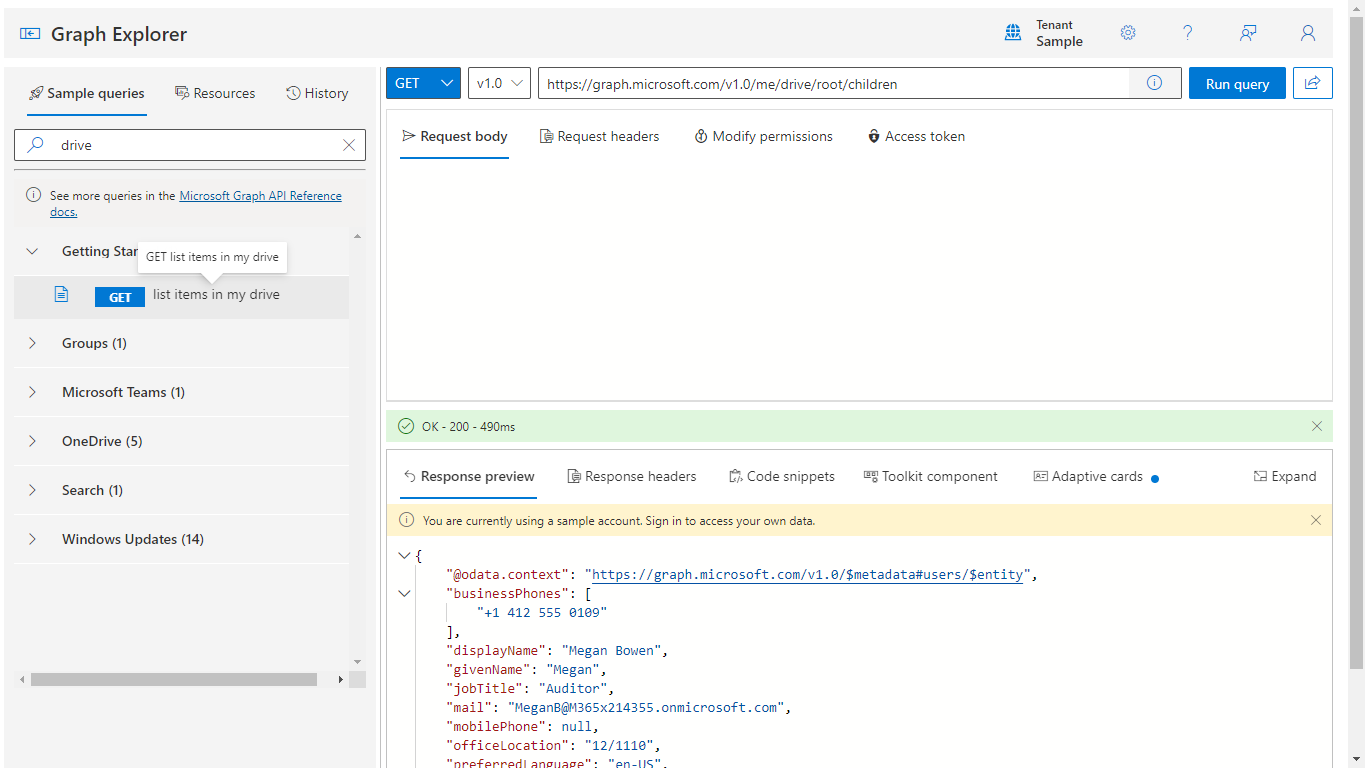 Graph Explorer
Tenant
Sample
Sample queries
Resources
History
drive
See more queries in the Microsoft Graph API Reference
docs.
Getting Star
GET list items in my drive
GET list items in my drive
Groups (1)
Microsoft Teams (1)
OneDrive (5)
Search (1)
Windows Updates (14)
GET
v1.0
https://graph.microsoft.com/v1.0/me/drive/root/children
Run query
Request body
Request headers
Modify permissions
Access token
OK - 200 - 490ms
Response preview
Response headers
Code snippets
Toolkit component
Adaptive cards
Expand
You are currently using a sample account. Sign in to access your own data.
{
"@odata.context": "https://graph.microsoft.com/v1.0/$metadata#users/$entity",
"businessPhones": [
"+1 412 555 0109"
],
"displayName": "Megan Bowen",
"givenName": "Megan",
"jobTitle": "Auditor",
"mail": "MeganB@M365x214355.onmicrosoft.com",
"mobilePhone": null,
"officeLocation": "12/1110",
"preferredLanguage": "en-US",